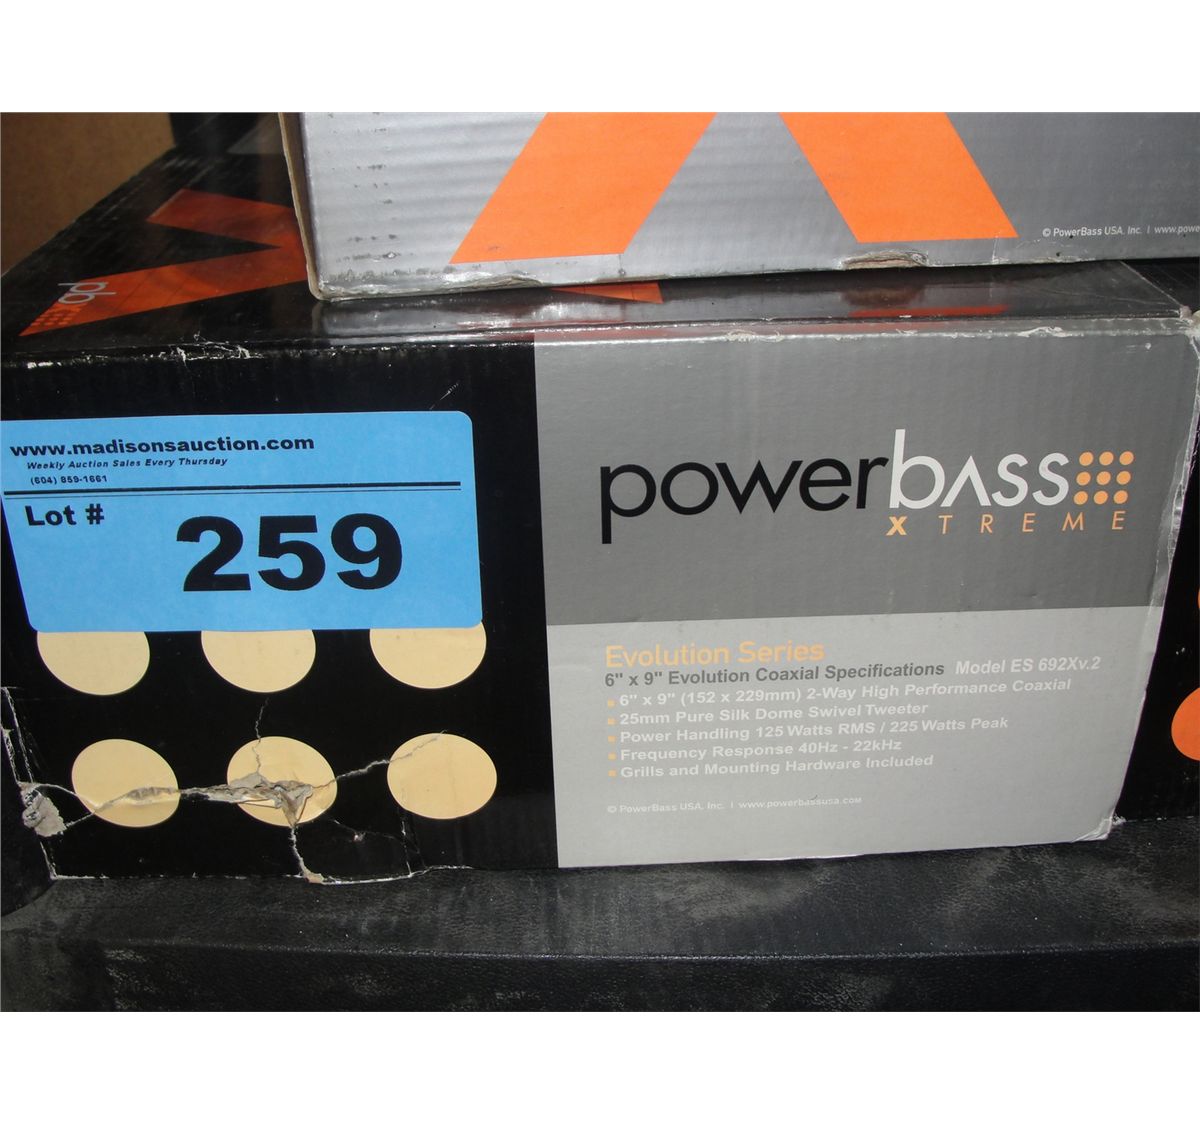 © PowerBass USA, Inc. | www.powe
pb
www.madisonsauction.com
Weekly Auction Sales Every Thursday
(604) 859-1661
Lot #
259
powerbass
XTREME
Evolution Series
6" x 9" Evolution Coaxial Specifications Model ES 692Xv.2
6" x 9" (152 x 229mm) 2-Way High Performance Coaxial
25mm Pure Silk Dome Swivel Tweeter
Power Handling 125 Watts RMS / 225 Watts Peak
Frequency Response 40Hz - 22kHz
Grills and Mounting Hardware Included
© PowerBass USA, Inc. | www.powerbassusa.com